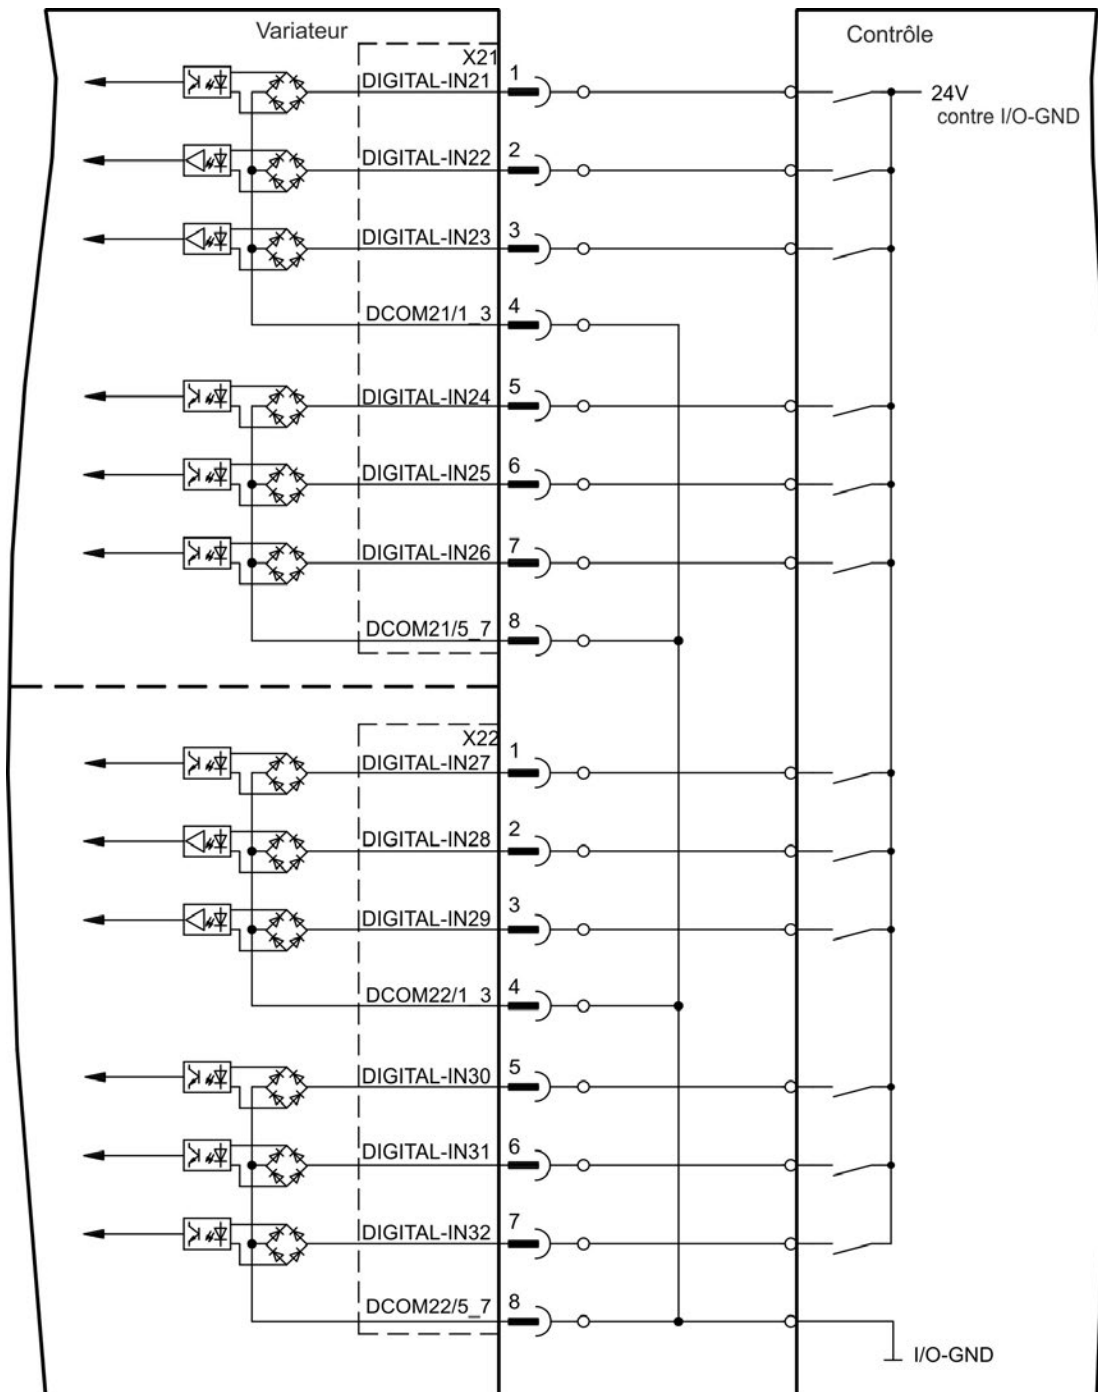 Variateur
Contrôle
X21
DIGITAL-IN21 1
24V
contre I/O-GND
DIGITAL-IN22 2
DIGITAL-IN23 3
DCOM21/1_3 4
DIGITAL-IN24 5
DIGITAL-IN25 6
DIGITAL-IN26 7
DCOM21/5_7 8
X22
DIGITAL-IN27 1
DIGITAL-IN28 2
DIGITAL-IN29 3
DCOM22/1_3 4
DIGITAL-IN30 5
DIGITAL-IN31 6
DIGITAL-IN32 7
DCOM22/5_7 8
I/O-GND